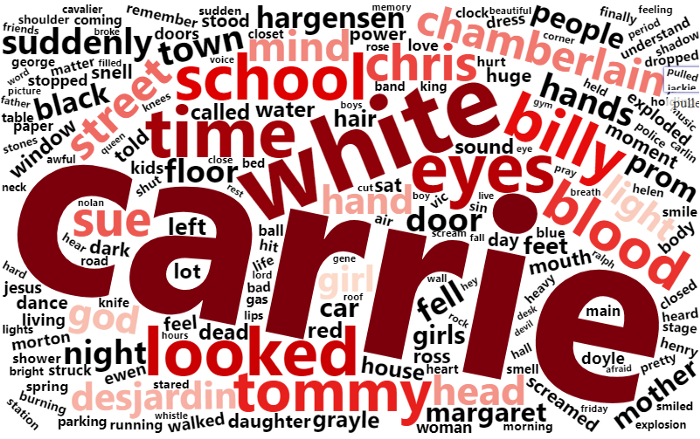 cavalier
memory
sudden
remember
clock
beautiful
feeling
friends
shoulder
coming
stood
hargensen
dress
people
finally
period
broke
doors
closet
power
understand
suddenly
town
mind
rose
love
chamberlain
corner
shadow
george
matter
filled
snell
voice
chris
hurt
huge
dropped
word
stopped
school
band
king
held
exploded
pulled
picture
black
street
knees
boys
hands
jackie
father
called
water
hair
gym
music
table
paper
time
white
billy
moment
police
carlin
stones
window
queen
told
sound
eye
prom
awful
kids
floor
close
bed
eyes
pray
helen
neck
shut
rest
cut
sat
boy
live
breath
light
smile
carrie
nolan
hand
vic
sin
blood
sue
left
air
door
blue
body
hear
dark
ball
scream
fall
day
feet
road
hit
gene
mouth
ralph
hard
lot
life
girl
wall
hey
heavy
closed
jesus
lord
fell
desk
main
heard
dance
knife
bad
roof
car
devil
stage
living
god
gas
rock
lights
feel
lips
red
girls
hall
henry
morton
hours
dead
doyle
pretty
shower
night
looked
house
ross
heart
smell
afraid
mother
bright
struck
ewen
stared
tommy
head
screamed
spring
desjardin
friday
smiled
burning
whistle
margaret
station
parking
running
walked
daughter
grayle
woman
morning
explosion